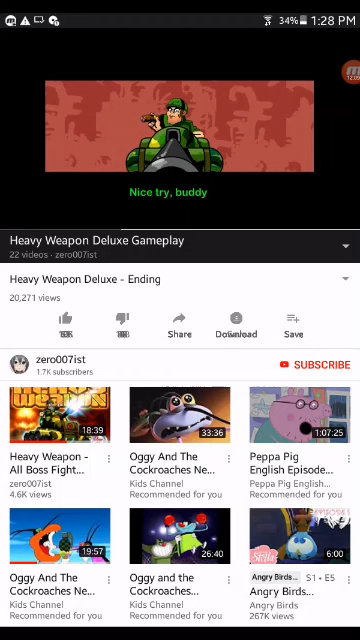 34% 1:28 PM
12:09
Nice try, buddy
Heavy Weapon Deluxe Gameplay
22 videos · zero007ist
Heavy Weapon Deluxe - Ending
20,271 views
Share
Save
zero007ist
1.7K subscribers
SUBSCRIBE
WEAPON
18:39
33:36
1:07:25
Heavy Weapon -
All Boss Fight...
zero007ist
4.6K views
Oggy And The
Cockroaches Ne...
Kids Channel
Recommended for you
Peppa Pig
English Episode...
Peppa Pig English...
Recommended for you
19:57
26:40
Stella
6:00
Oggy And The
Cockroaches Ne...
Kids Channel
Recommended for you
Oggy and the
Cockroaches...
Kids Channel
Recommended for you
Angry Birds... S1 • E5
Angry Birds...
Angry Birds
267K views